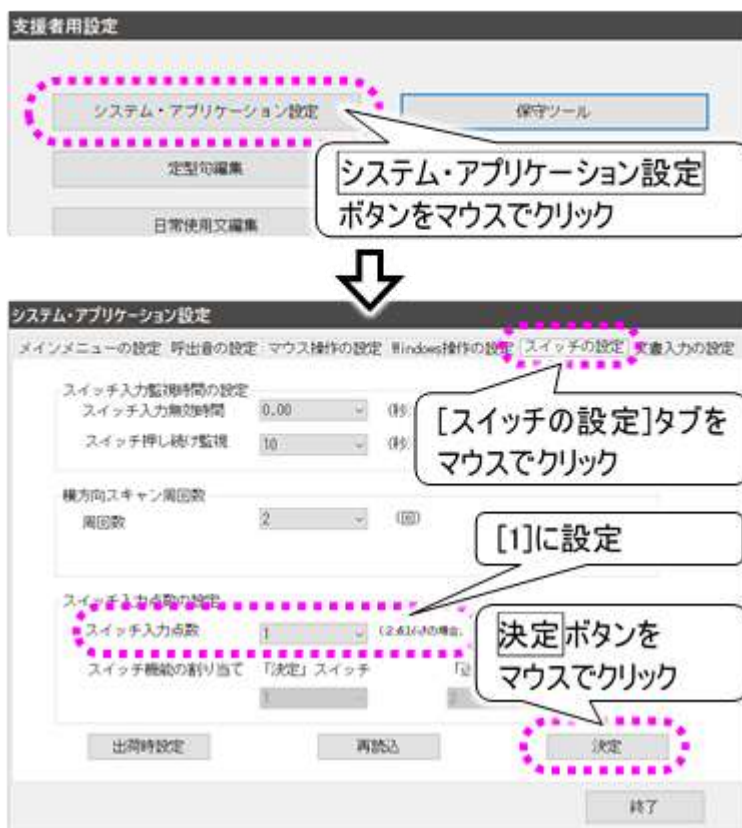 支援者用設定
システム・アプリケーション設定
保守ツール
定型句編集
システム・アプリケーション設定
ボタンをマウスでクリック
日常使用文編集
システム・アプリケーション設定
メインメニューの設定 呼出音の設定 マウス操作の設定 Windows操作の設定 スイッチの設定 文書入力の設定
スイッチ入力監視時間の設定
スイッチ入力無効時間 0.00 (秒)
スイッチ押し続け監視 10 (秒)
[スイッチの設定]タブを
マウスでクリック
横方向スキャン周回数
周回数 2 (回)
[1]に設定
スイッチ入力点数の設定
スイッチ入力点数 1
決定ボタンを
マウスでクリック
スイッチ機能の割り当て 「決定」スイッチ
1
出荷時設定 再読込 決定
終了